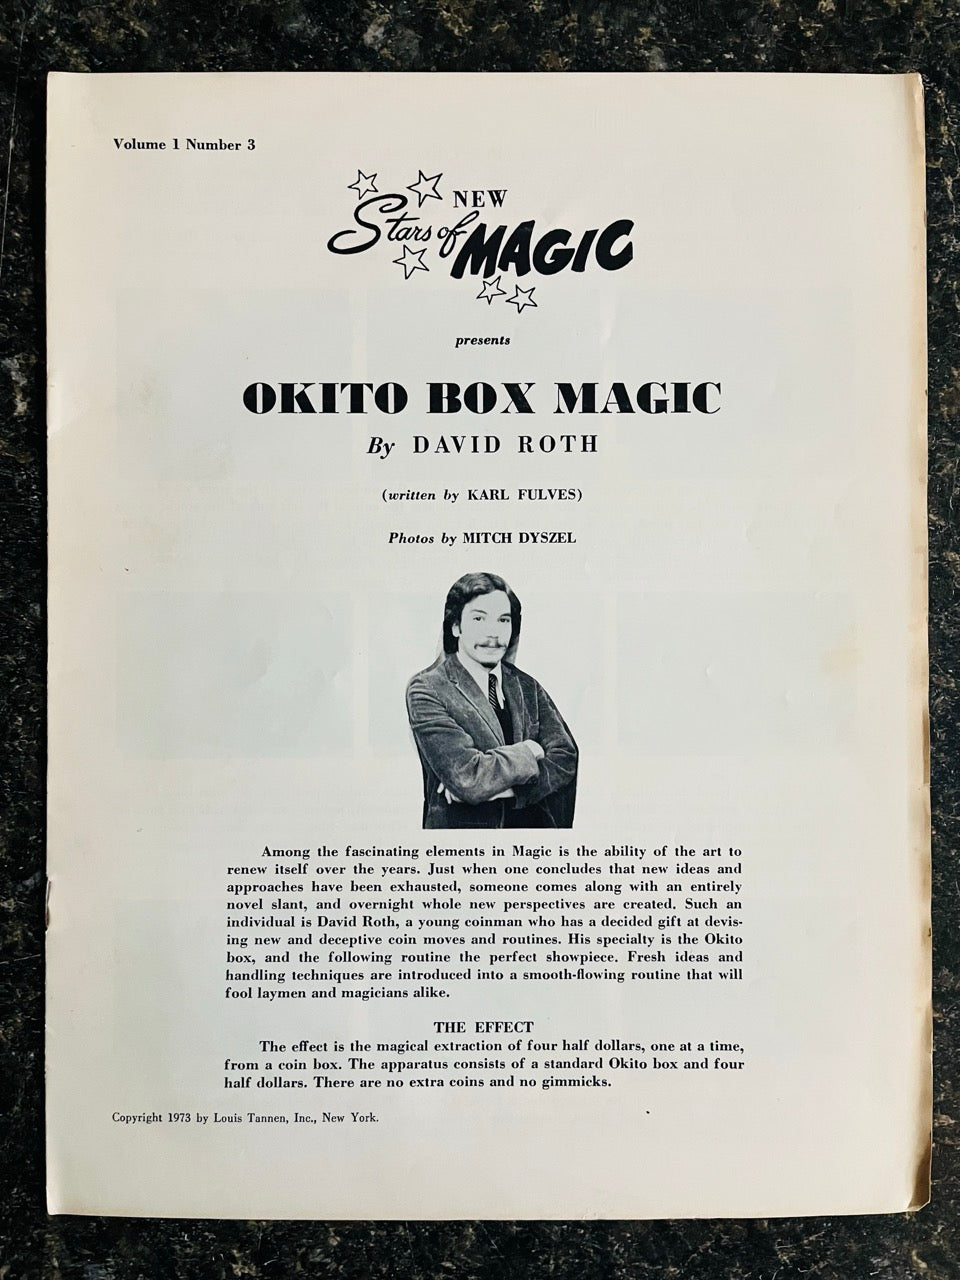 Volume 1 Number 3
NEW
Stars of MAGIC
presents
OKITO BOX MAGIC
By DAVID ROTH
(written by KARL FULVES)
Photos by MITCH DYSZEL
Among the fascinating elements in Magic is the ability of the art to
renew itself over the years. Just when one concludes that new ideas and
approaches have been exhausted, someone comes along with an entirely
novel slant, and overnight whole new perspectives are created. Such an
individual is David Roth, a young coinman who has a decided gift at devis-
ing new and deceptive coin moves and routines. His specialty is the Okito
box, and the following routine the perfect showpiece. Fresh ideas and
handling techniques are introduced into a smooth-flowing routine that will
fool laymen and magicians alike.
THE EFFECT
The effect is the magical extraction of four half dollars, one at a time,
from a coin box. The apparatus consists of a standard Okito box and four
half dollars. There are no extra coins and no gimmicks.
Copyright 1973 by Louis Tannen, Inc., New York.